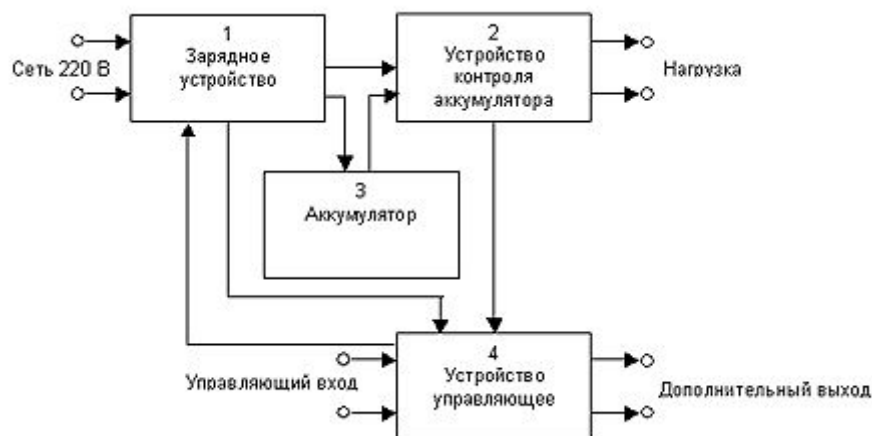 Сеть 220 В
1
Зарядное
устройство
2
Устройство
контроля
аккумулятора
Нагрузка
3
Аккумулятор
Управляющий вход
4
Устройство
управляющее
Дополнительный выход